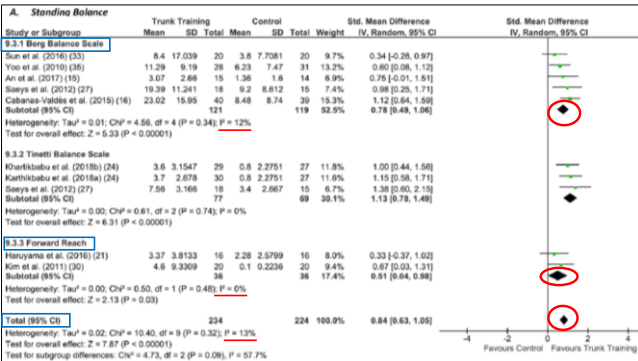 A. Standing Balance
Trunk Training Control Std. Mean Difference Std. Mean Difference
Study or Subgroup Mean SD Total Mean SD Total Weight IV, Random, 95% CI IV, Random, 95% CI
9.3.1 Berg Balance Scale
Sun et al. (2016) (33) 8.4 17.039 20 3.8 7.7081 20 9.7% 0.34 [-0.28, 0.97]
Yoo et al. (2010) (35) 11.29 9.19 28 6.23 7.47 31 13.1% 0.60 [0.08, 1.12]
An et al. (2017) (15) 3.07 2.66 15 1.36 1.6 14 7.1% 0.75 [-0.01, 1.51]
Saeys et al. (2012) (27) 19.39 11.241 18 9.2 8.612 15 7.5% 0.98 [0.25, 1.71]
Cabanas-Valdés et al. (2015) (16) 23.02 15.95 40 8.48 8.74 39 15.1% 1.12 [0.64, 1.59]
Subtotal (95% CI) 121 119 52.5% 0.78 [0.49, 1.06]
Heterogeneity: Tau² = 0.01; Chi² = 4.56, df = 4 (P = 0.34); I² = 12%
Test for overall effect: Z = 5.33 (P < 0.00001)
9.3.2 Tinetti Balance Scale
Khartikbabu et al. (2018b) (24) 3.6 3.1547 29 0.8 2.2751 27 11.8% 1.00 [0.44, 1.56]
Karthikbabu et al. (2018a) (24) 3.7 2.678 30 0.8 2.2751 27 11.6% 1.15 [0.58, 1.71]
Saeys et al. (2012) (27) 7.56 3.166 18 3.4 2.667 15 6.7% 1.38 [0.60, 2.15]
Subtotal (95% CI) 77 69 30.1% 1.13 [0.78, 1.49]
Heterogeneity: Tau² = 0.00; Chi² = 0.61, df = 2 (P = 0.74); I² = 0%
Test for overall effect: Z = 6.31 (P < 0.00001)
9.3.3 Forward Reach
Haruyama et al. (2016) (21) 3.37 3.8133 16 2.28 2.5799 16 8.0% 0.33 [-0.37, 1.02]
Kim et al. (2011) (30) 4.6 9.3309 20 0.1 0.2236 20 9.4% 0.67 [0.03, 1.31]
Subtotal (95% CI) 36 36 17.4% 0.51 [0.04, 0.98]
Heterogeneity: Tau² = 0.00; Chi² = 0.50, df = 1 (P = 0.48); I² = 0%
Test for overall effect: Z = 2.13 (P = 0.03)
Total (95% CI) 234 224 100.0% 0.84 [0.63, 1.05]
Heterogeneity: Tau² = 0.02; Chi² = 10.40, df = 9 (P = 0.32); I² = 13%
Test for overall effect: Z = 7.87 (P < 0.00001)
Test for subgroup differences: Chi² = 4.73, df = 2 (P = 0.09), I² = 57.7%
-4 -2 0 2 4
Favours Control Favours Trunk Training